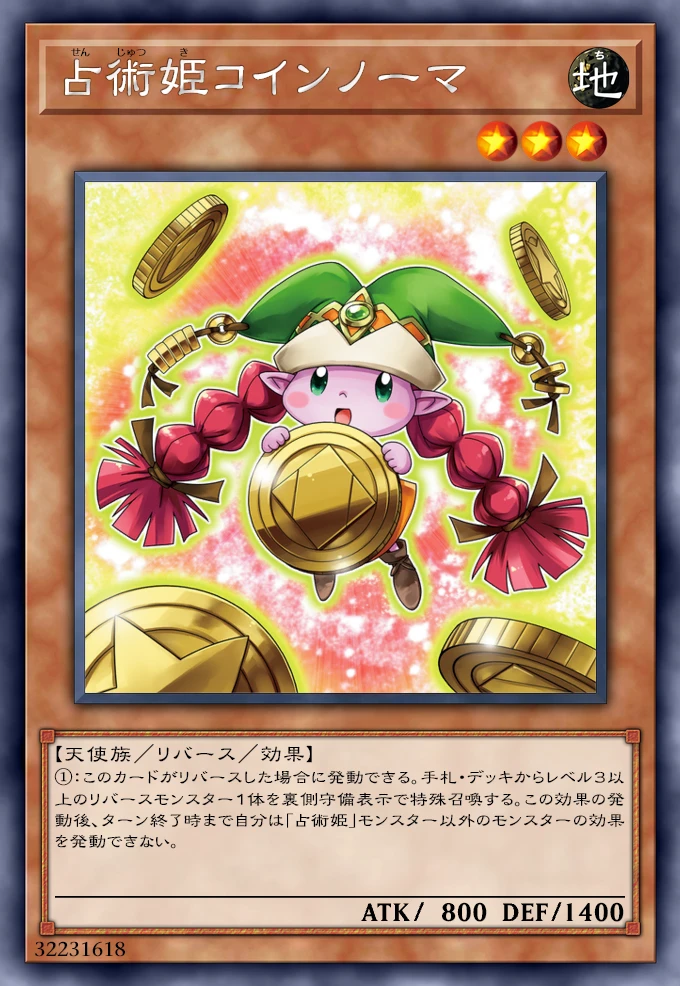 せん じゅつ き
占術姫コインノーマ
ち
地
【天使族／リバース／効果】
①：このカードがリバースした場合に発動できる。手札・デッキからレベル３以
上のリバースモンスター１体を裏側守備表示で特殊召喚する。この効果の発
動後、ターン終了時まで自分は「占術姫」モンスター以外のモンスターの効果
を発動できない。
ATK/ 800 DEF/1400
32231618